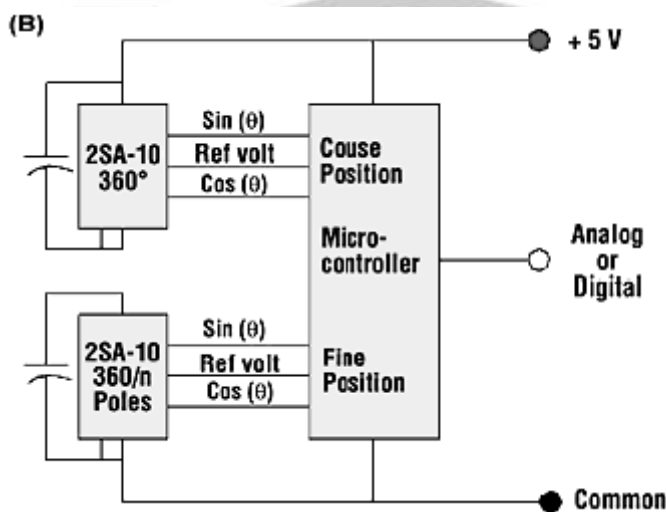 (B)
+ 5 V
2SA-10
360°
Sin (θ)
Ref volt
Cos (θ)
Couse
Position
Micro-
controller
Analog
or
Digital
2SA-10
360/n
Poles
Sin (θ)
Ref volt
Cos (θ)
Fine
Position
Common